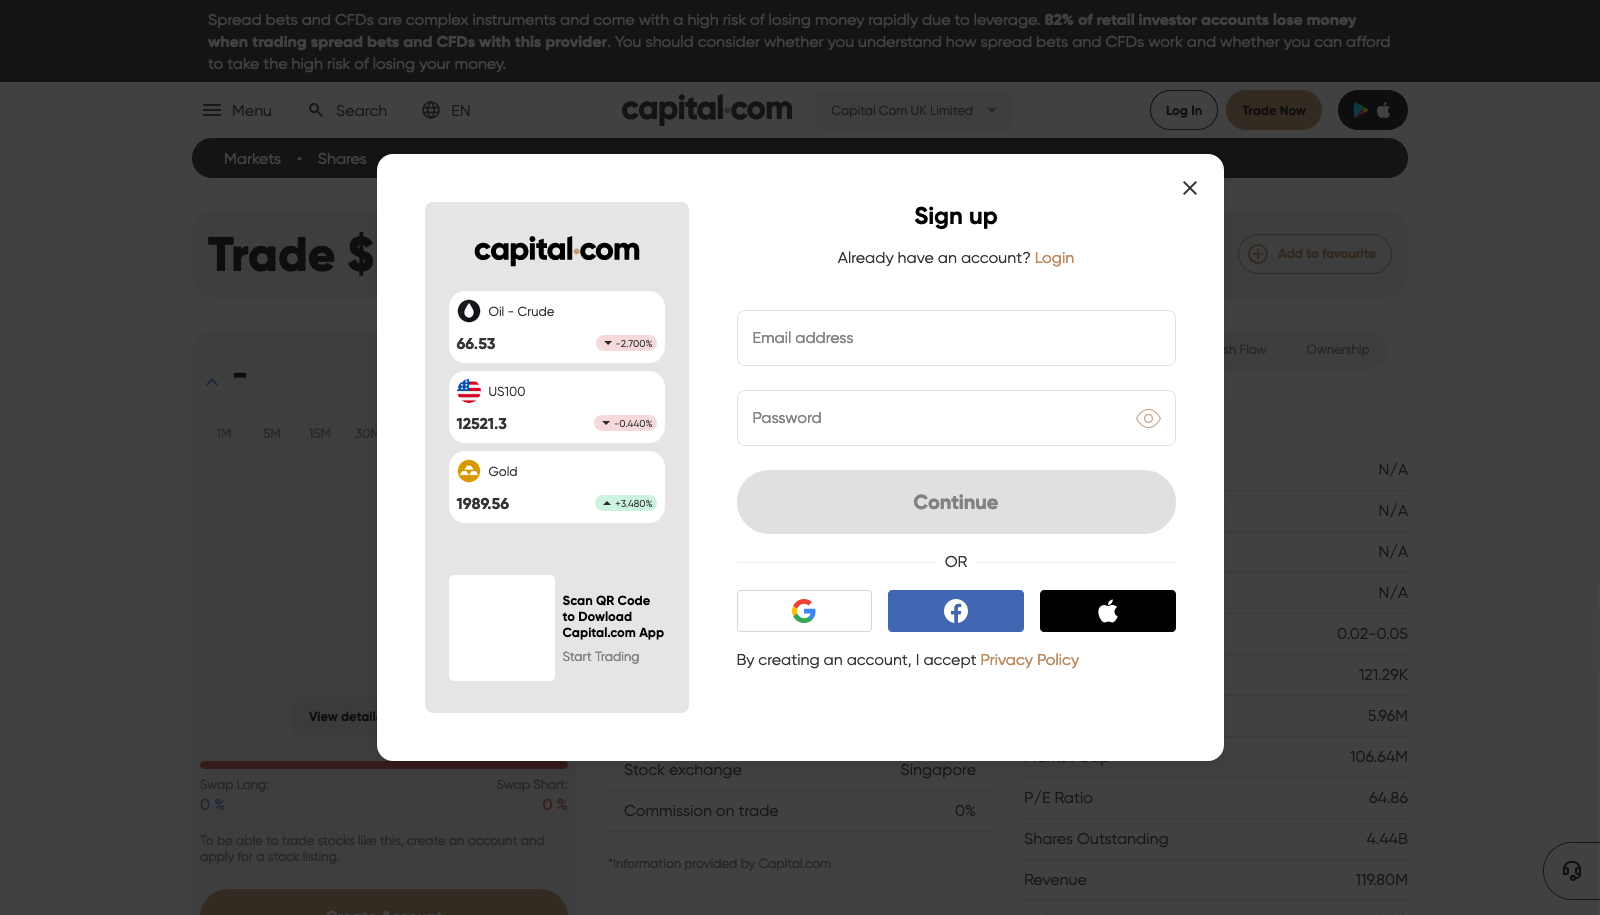 Spread bets and CFDs are complex instruments and come with a high risk of losing money rapidly due to leverage. 82% of retail investor accounts lose money
when trading spread bets and CFDs with this provider. You should consider whether you understand how spread bets and CFDs work and whether you can afford
to take the high risk of losing your money.
Menu
Search
EN
capital.com
Capital Com UK Limited
Log In
Trade Now
Markets • Shares
Trade $
Add to favourite
Sign up
Already have an account? Login
capital.com
Oil - Crude
66.53
-2.700%
US100
12521.3
-0.440%
Gold
1989.56
+3.480%
Scan QR Code
to Dowload
Capital.com App
Start Trading
Email address
Password
Continue
OR
By creating an account, I accept Privacy Policy
Flow
Ownership
-
1M
5M
15M
N/A
N/A
N/A
N/A
0.02-0.05
121.29K
5.96M
106.64M
View
Swap Long:
Swap Short:
0 %
0 %
To be able to trade stocks like this, create an account and
apply for a stock listing.
Stock exchange
Singapore
Commission on trade
0%
*Information provided by Capital.com
P/E Ratio
64.86
Shares Outstanding
4.44B
Revenue
119.80M